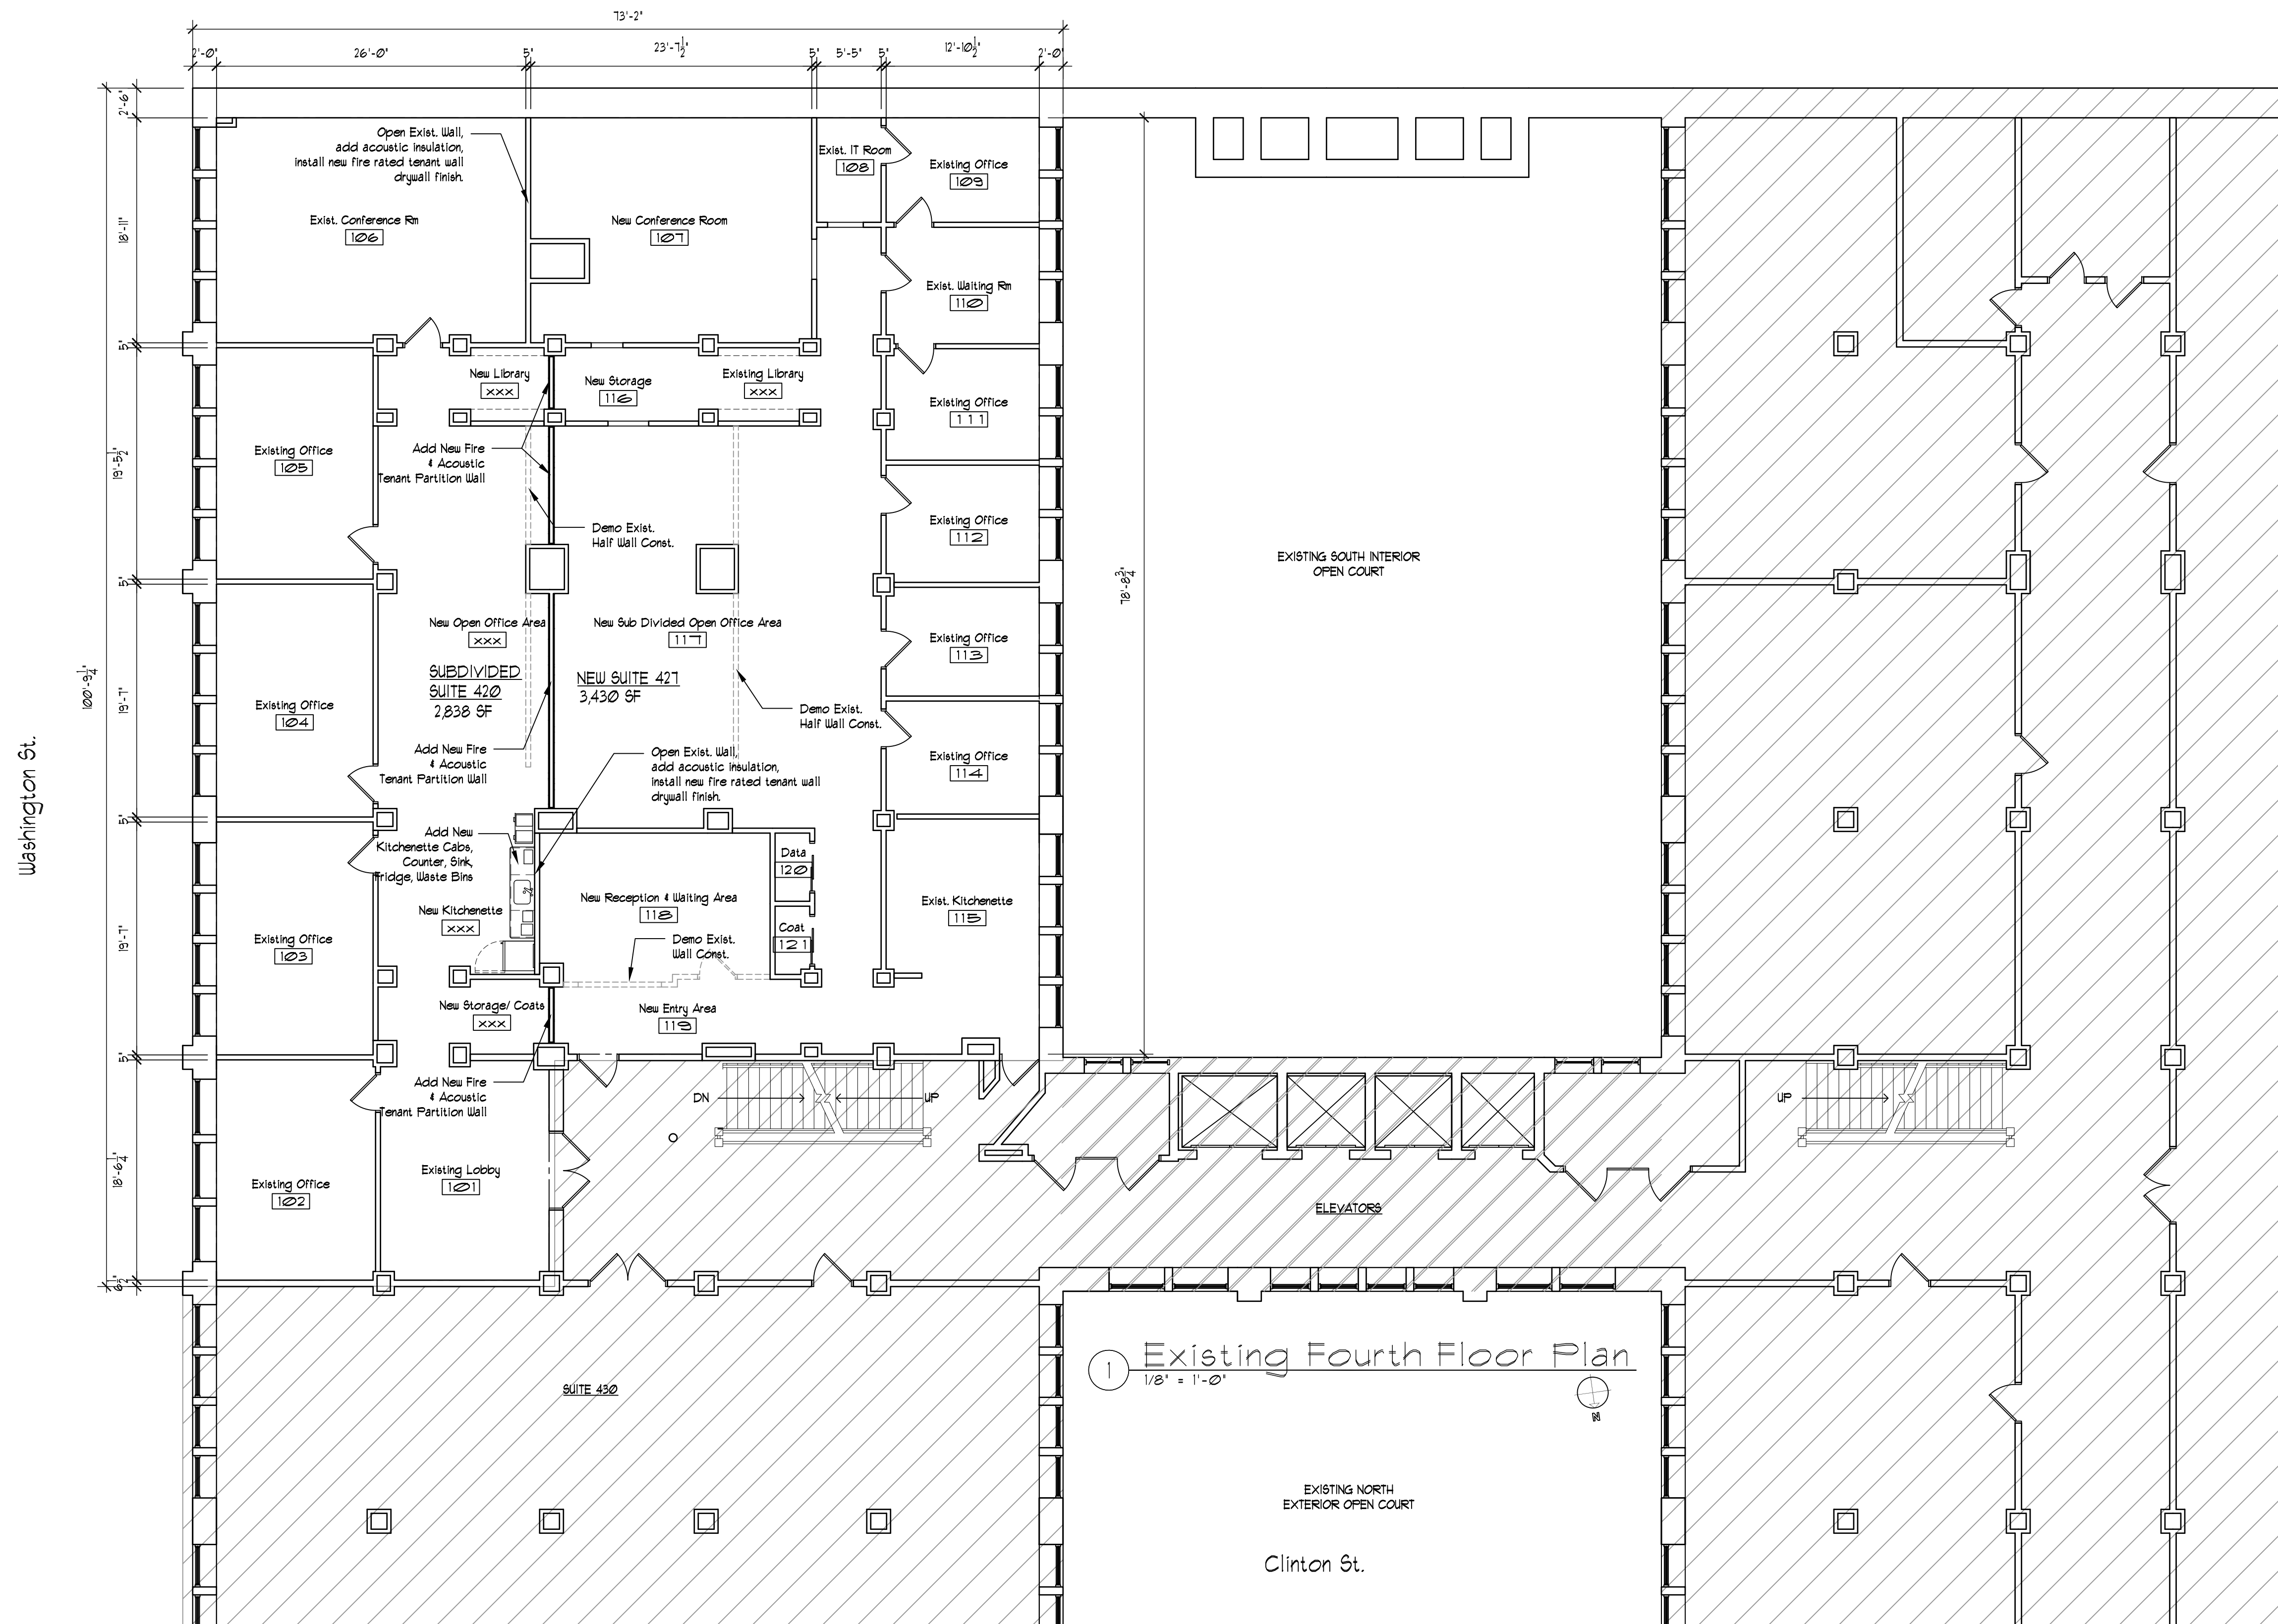 73'-2"
2'-0"
26'-0"
5"
23'-7½"
5"
5'-5"
5"
12'-10½"
2'-0"
2'-6"
18'-11"
5"
19'-5½"
5"
19'-7"
5"
19'-7"
5"
18'-6¼"
6½"
100'-9¼"
78'-8¾"
Washington St.
Open Exist. Wall,
add acoustic insulation,
install new fire rated tenant wall
drywall finish.
Exist. Conference Rm
106
New Conference Room
107
Exist. IT Room
108
Existing Office
109
Exist. Waiting Rm
110
New Library
xxx
New Storage
116
Existing Library
xxx
Existing Office
111
Existing Office
105
Add New Fire
& Acoustic
Tenant Partition Wall
Demo Exist.
Half Wall Const.
Existing Office
112
EXISTING SOUTH INTERIOR
OPEN COURT
New Open Office Area
xxx
New Sub Divided Open Office Area
117
Existing Office
113
SUBDIVIDED
SUITE 420
2,838 SF
NEW SUITE 427
3,430 SF
Existing Office
104
Demo Exist.
Half Wall Const.
Add New Fire
& Acoustic
Tenant Partition Wall
Open Exist. Wall,
add acoustic insulation,
install new fire rated tenant wall
drywall finish.
Existing Office
114
Add New
Kitchenette Cabs,
Counter, Sink,
Fridge, Waste Bins
Data
120
New Kitchenette
xxx
New Reception & Waiting Area
118
Exist. Kitchenette
115
Coat
121
Existing Office
103
Demo Exist.
Wall Const.
New Storage/ Coats
xxx
New Entry Area
119
Add New Fire
& Acoustic
Tenant Partition Wall
DN
UP
UP
Existing Office
102
Existing Lobby
101
ELEVATORS
1
Existing Fourth Floor Plan
1/8" = 1'-0"
N
SUITE 430
EXISTING NORTH
EXTERIOR OPEN COURT
Clinton St.